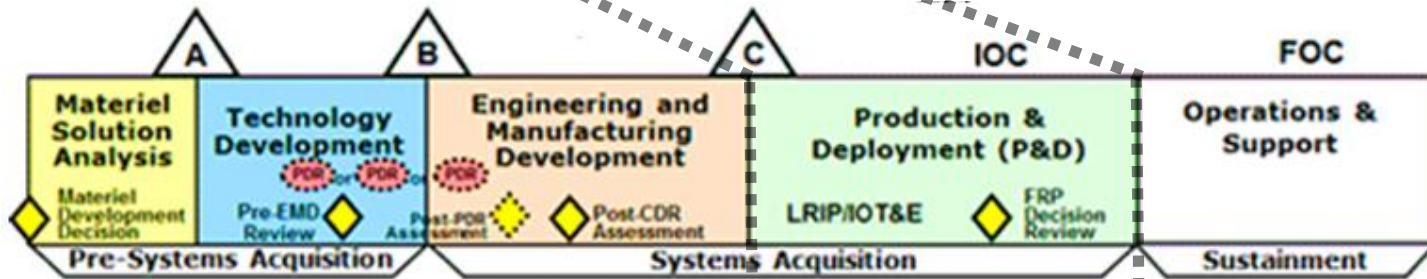 A
B
C
IOC
FOC
Materiel
Solution
Analysis
Technology
Development
Engineering and
Manufacturing
Development
Production &
Deployment (P&D)
Operations &
Support
PDR or PDR or PDR
Materiel
Development
Decision
Pre-EMD
Review
Post-PDR
Assessment
Post-CDR
Assessment
LRIP/IOT&E
FRP
Decision
Review
Pre-Systems Acquisition
Systems Acquisition
Sustainment